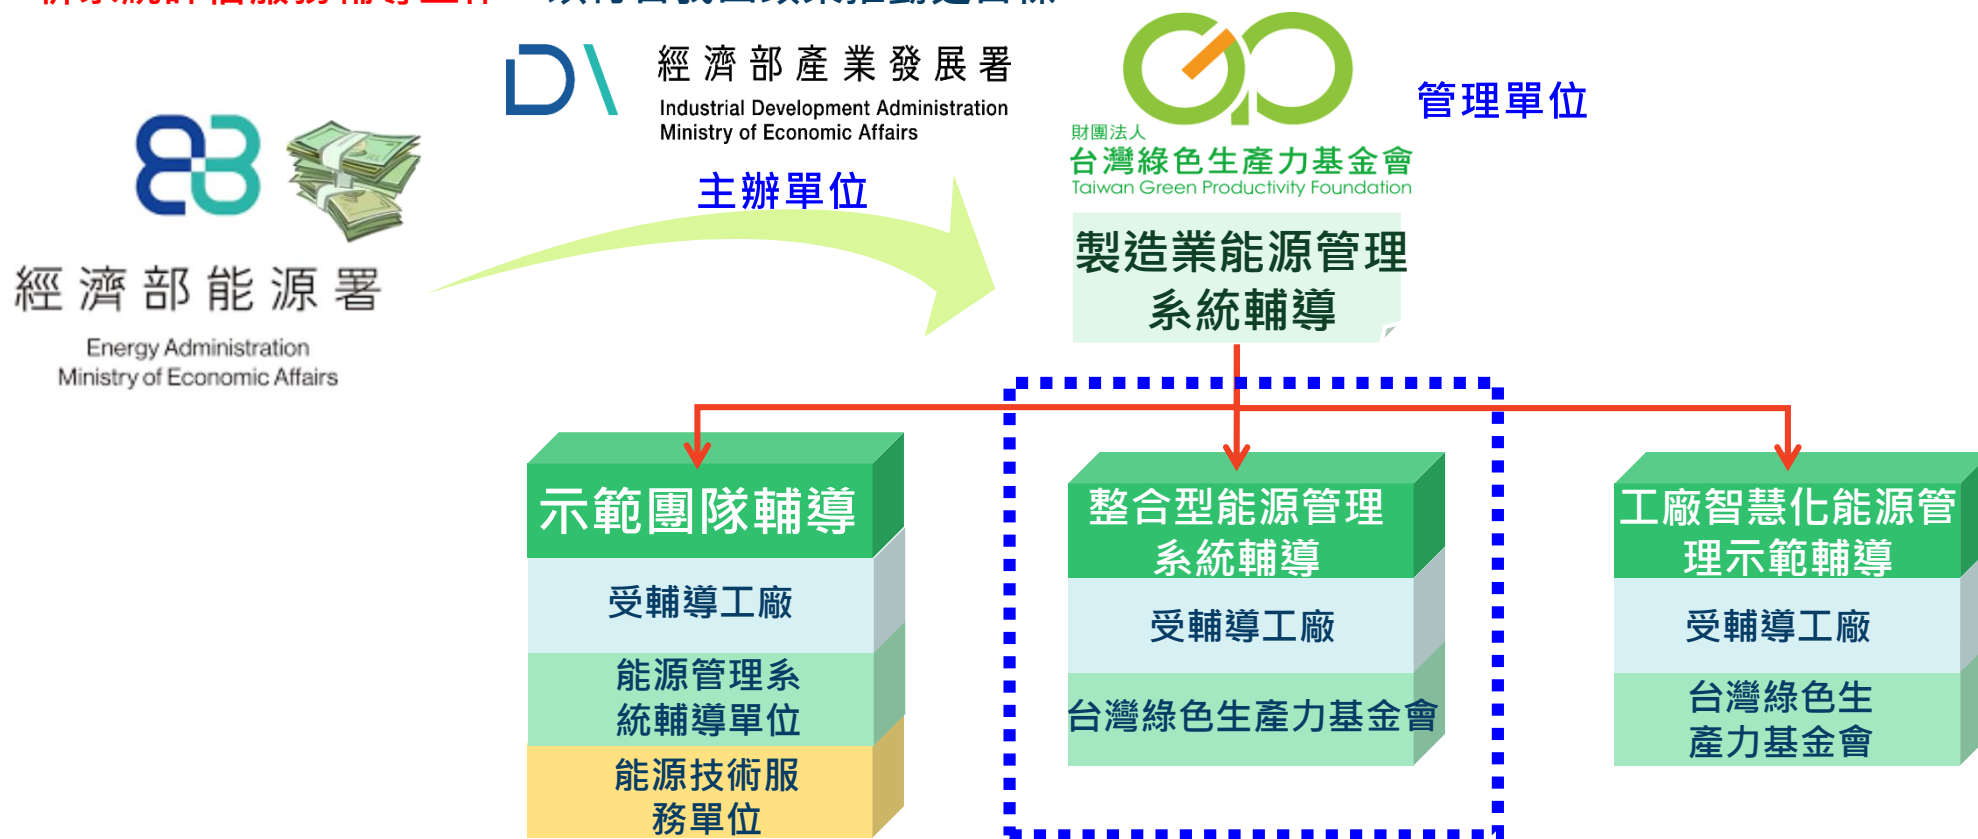 經濟部產業發展署
Industrial Development Administration
Ministry of Economic Affairs
主辦單位
財團法人
台灣綠色生產力基金會
Taiwan Green Productivity Foundation
管理單位
經濟部能源署
Energy Administration
Ministry of Economic Affairs
製造業能源管理
系統輔導
示範團隊輔導
受輔導工廠
能源管理系
統輔導單位
能源技術服
務單位
整合型能源管理
系統輔導
受輔導工廠
台灣綠色生產力基金會
工廠智慧化能源管
理示範輔導
受輔導工廠
台灣綠色生
產力基金會